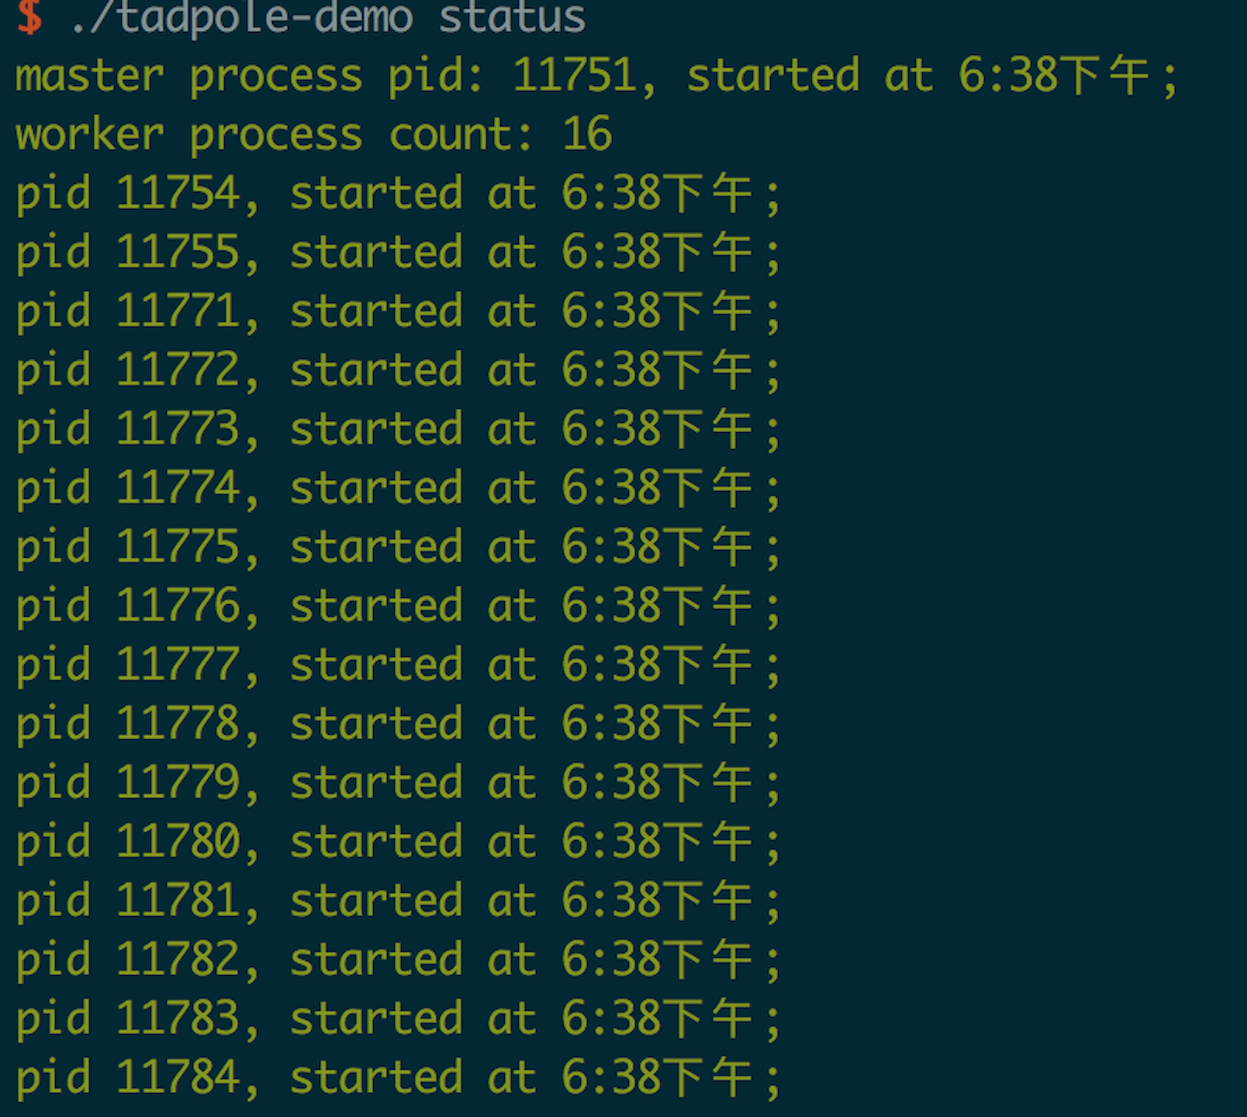 $ ./tadpole-demo status
master process pid: 11751, started at 6:38下午;
worker process count: 16
pid 11754, started at 6:38下午;
pid 11755, started at 6:38下午;
pid 11771, started at 6:38下午;
pid 11772, started at 6:38下午;
pid 11773, started at 6:38下午;
pid 11774, started at 6:38下午;
pid 11775, started at 6:38下午;
pid 11776, started at 6:38下午;
pid 11777, started at 6:38下午;
pid 11778, started at 6:38下午;
pid 11779, started at 6:38下午;
pid 11780, started at 6:38下午;
pid 11781, started at 6:38下午;
pid 11782, started at 6:38下午;
pid 11783, started at 6:38下午;
pid 11784, started at 6:38下午;